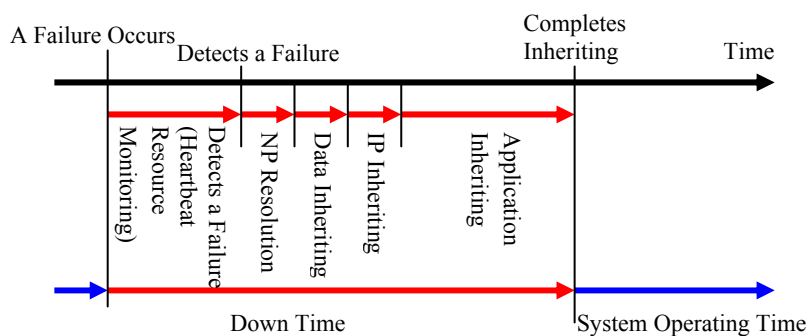 A Failure Occurs
Detects a Failure
Completes
Inheriting
Time
Detects a Failure
(Heartbeat
Resource
Monitoring)
NP Resolution
Data Inheriting
IP Inheriting
Application
Inheriting
Down Time
System Operating Time